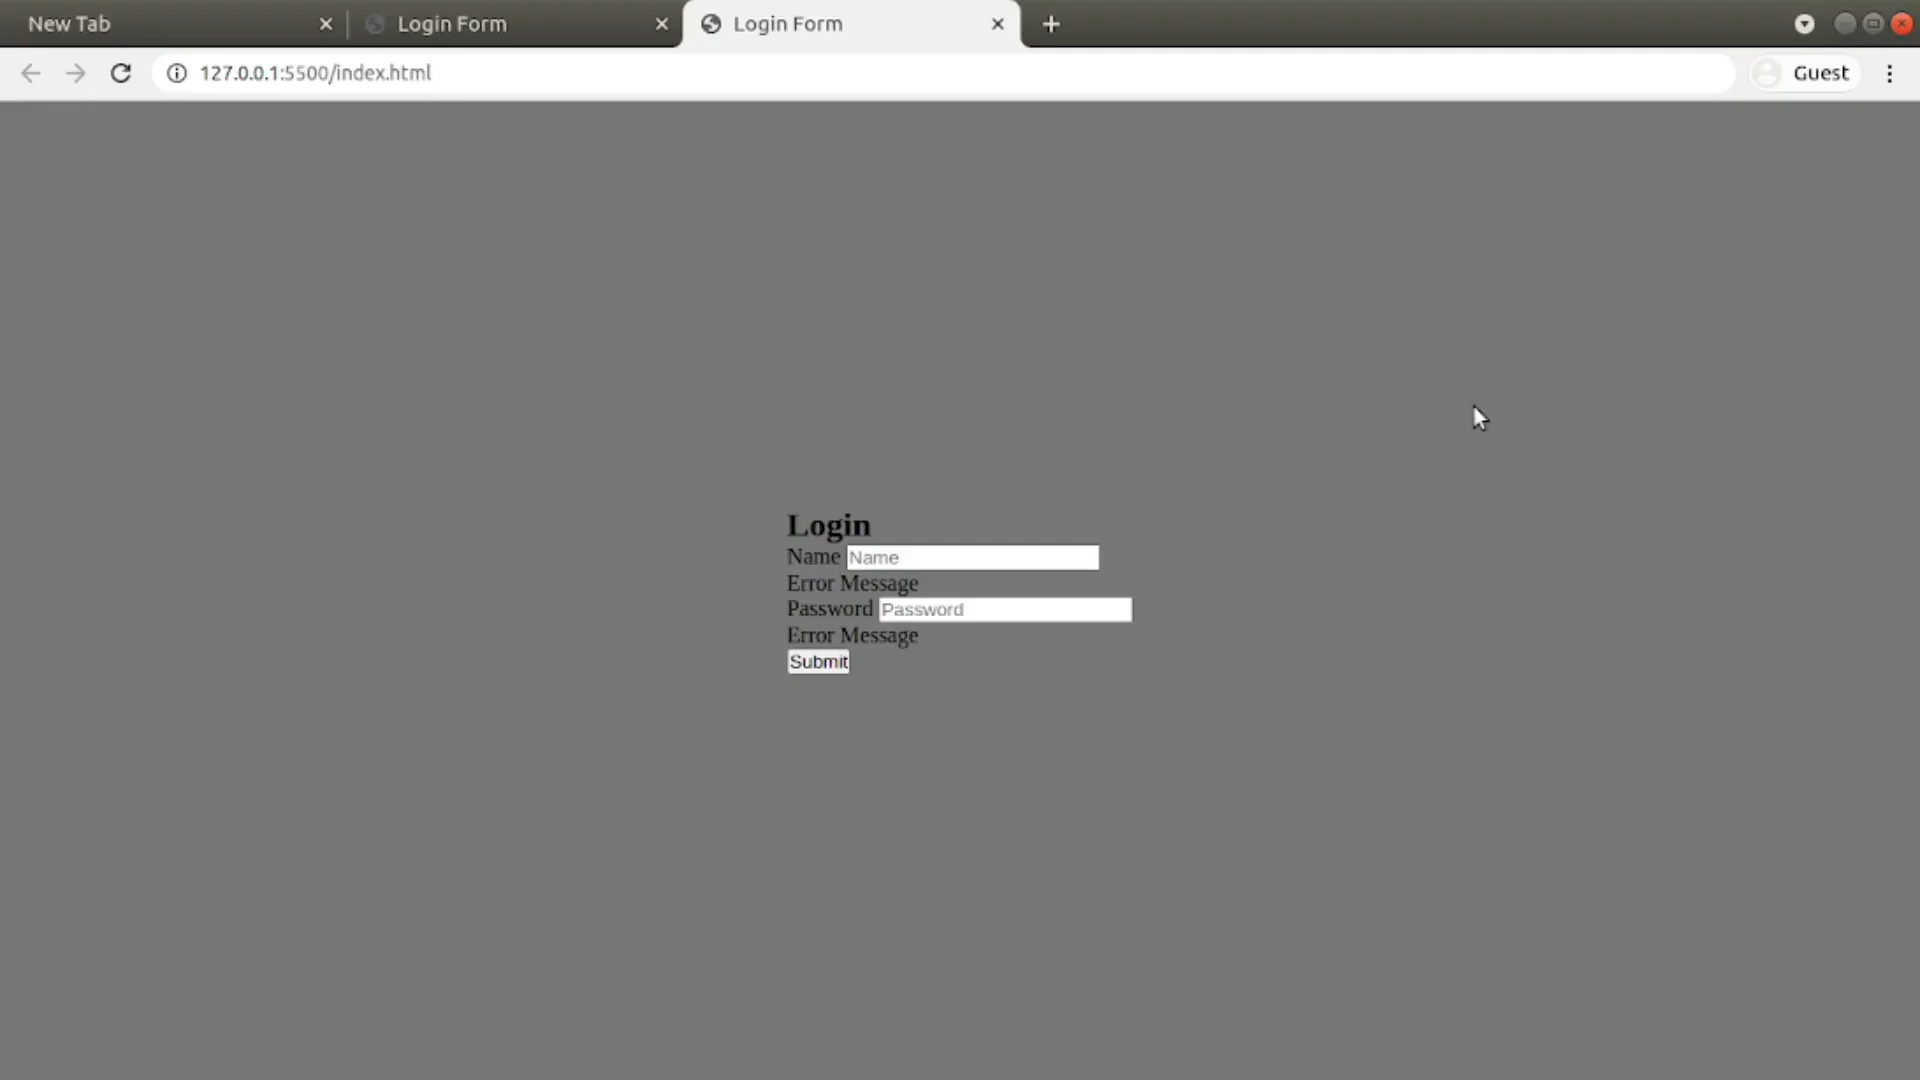 New Tab
Login Form
Login Form
127.0.0.1:5500/index.html
Guest
Login
Name Name
Error Message
Password Password
Error Message
Submit